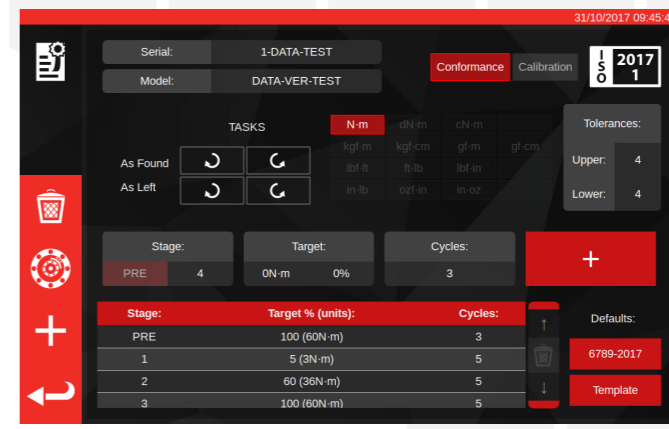 31/10/2017 09:45:4
Serial: 1-DATA-TEST
Model: DATA-VER-TEST
Conformance Calibration
ISO 2017 1
TASKS
As Found
As Left
N·m dN·m cN·m
kgf·m kgf·cm gf·m gf·cm
lbf·ft ft·lb lbf·in
in·lb ozf·in in·oz
Tolerances:
Upper: 4
Lower: 4
Stage: Target: Cycles:
PRE 4 0N·m 0% 3
+
Stage: Target % (units): Cycles:
PRE 100 (60N·m) 3
1 5 (3N·m) 5
2 60 (36N·m) 5
3 100 (60N·m) 5
Defaults:
6789-2017
Template